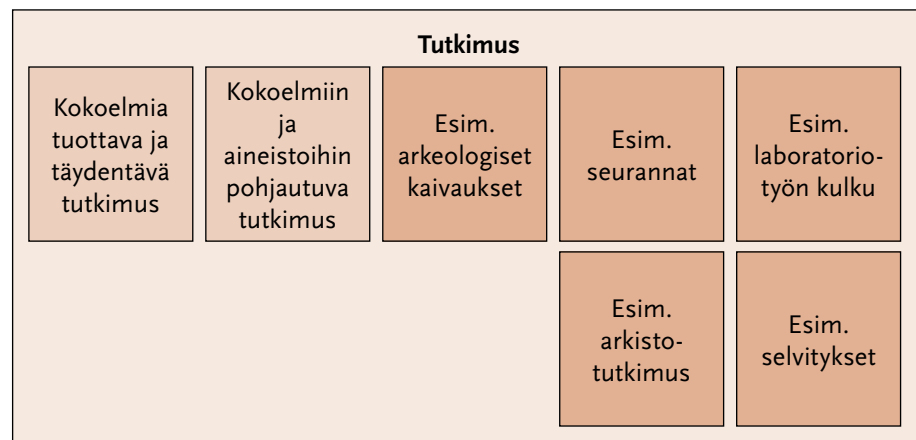 Tutkimus
Kokoelmia
tuottava ja
täydentävä
tutkimus
Kokoelmiin
ja
aineistoihin
pohjautuva
tutkimus
Esim.
arkeologiset
kaivaukset
Esim.
seurannat
Esim.
laboratorio-
työn kulku
Esim.
arkisto-
tutkimus
Esim.
selvitykset